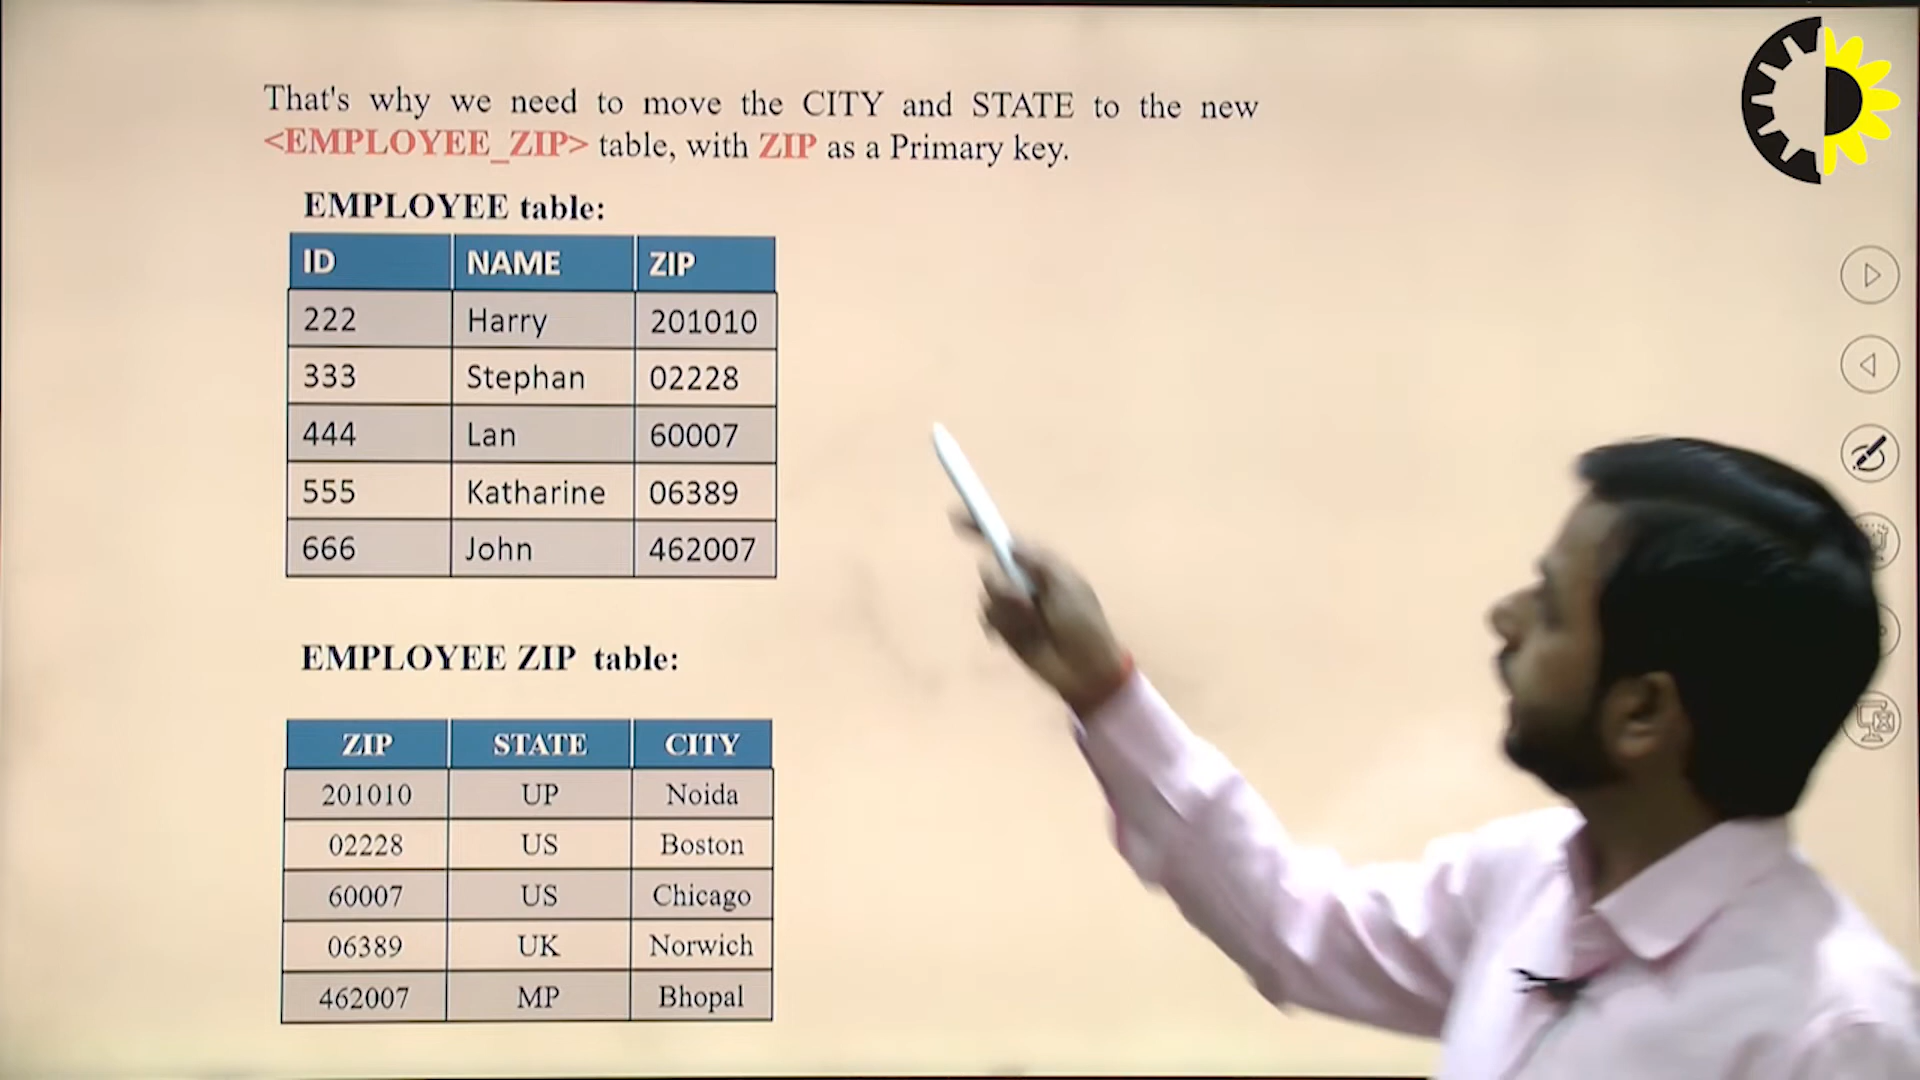 That's why we need to move the CITY and STATE to the new
<EMPLOYEE_ZIP> table, with ZIP as a Primary key.
EMPLOYEE table:
ID NAME ZIP
222 Harry 201010
333 Stephan 02228
444 Lan 60007
555 Katharine 06389
666 John 462007
EMPLOYEE ZIP table:
ZIP STATE CITY
201010 UP Noida
02228 US Boston
60007 US Chicago
06389 UK Norwich
462007 MP Bhopal